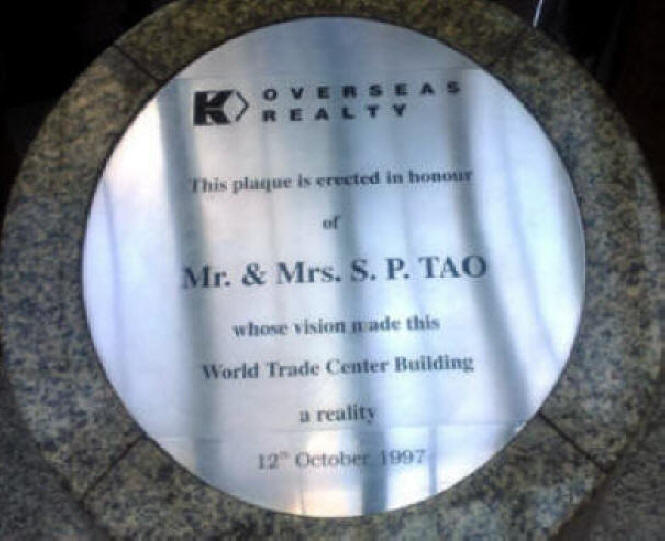 OVERSEAS
REALTY
This plaque is erected in honour
of
Mr. & Mrs. S. P. TAO
whose vision made this
World Trade Center Building
a reality
12th October 1997